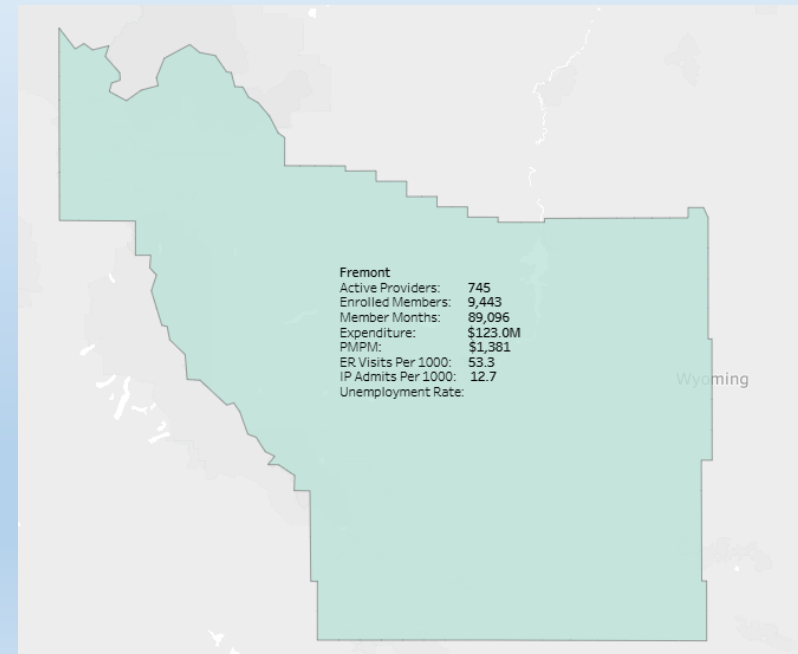 Fremont
Active Providers: 745
Enrolled Members: 9,443
Member Months: 89,096
Expenditure: $123.0M
PMPM: $1,381
ER Visits Per 1000: 53.3
IP Admits Per 1000: 12.7
Unemployment Rate:
Wyoming